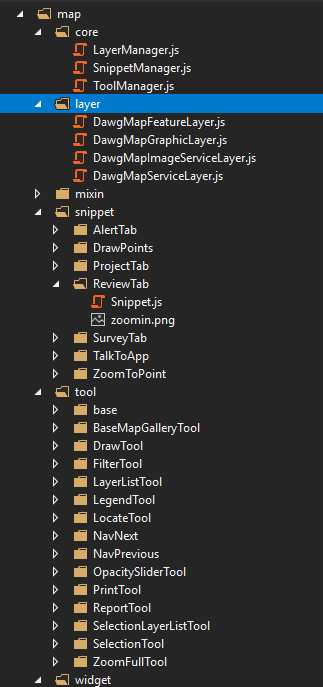 map
core
LayerManager.js
SnippetManager.js
ToolManager.js
layer
DawgMapFeatureLayer.js
DawgMapGraphicLayer.js
DawgMapImageServiceLayer.js
DawgMapServiceLayer.js
mixin
snippet
AlertTab
DrawPoints
ProjectTab
ReviewTab
Snippet.js
zoomin.png
SurveyTab
TalkToApp
ZoomToPoint
tool
base
BaseMapGalleryTool
DrawTool
FilterTool
LayerListTool
LegendTool
LocateTool
NavNext
NavPrevious
OpacitySliderTool
PrintTool
ReportTool
SelectionLayerListTool
SelectionTool
ZoomFullTool
widget